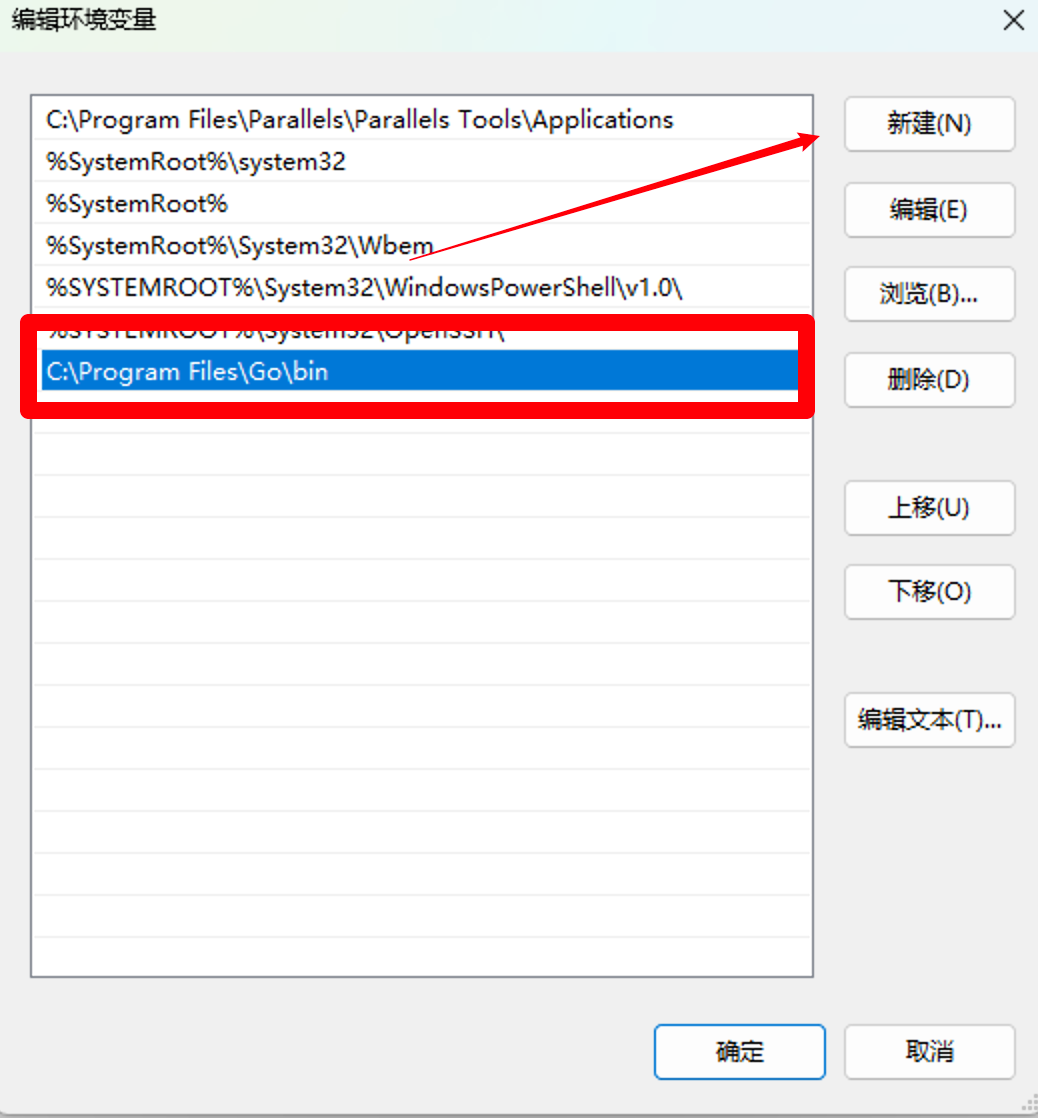 编辑环境变量
C:\Program Files\Parallels\Parallels Tools\Applications
%SystemRoot%\system32
%SystemRoot%
%SystemRoot%\System32\Wbem
%SYSTEMROOT%\System32\WindowsPowerShell\v1.0\
%SYSTEMROOT%\System32\OpenSSH\
C:\Program Files\Go\bin
新建(N)
编辑(E)
浏览(B)...
删除(D)
上移(U)
下移(O)
编辑文本(T)...
确定
取消